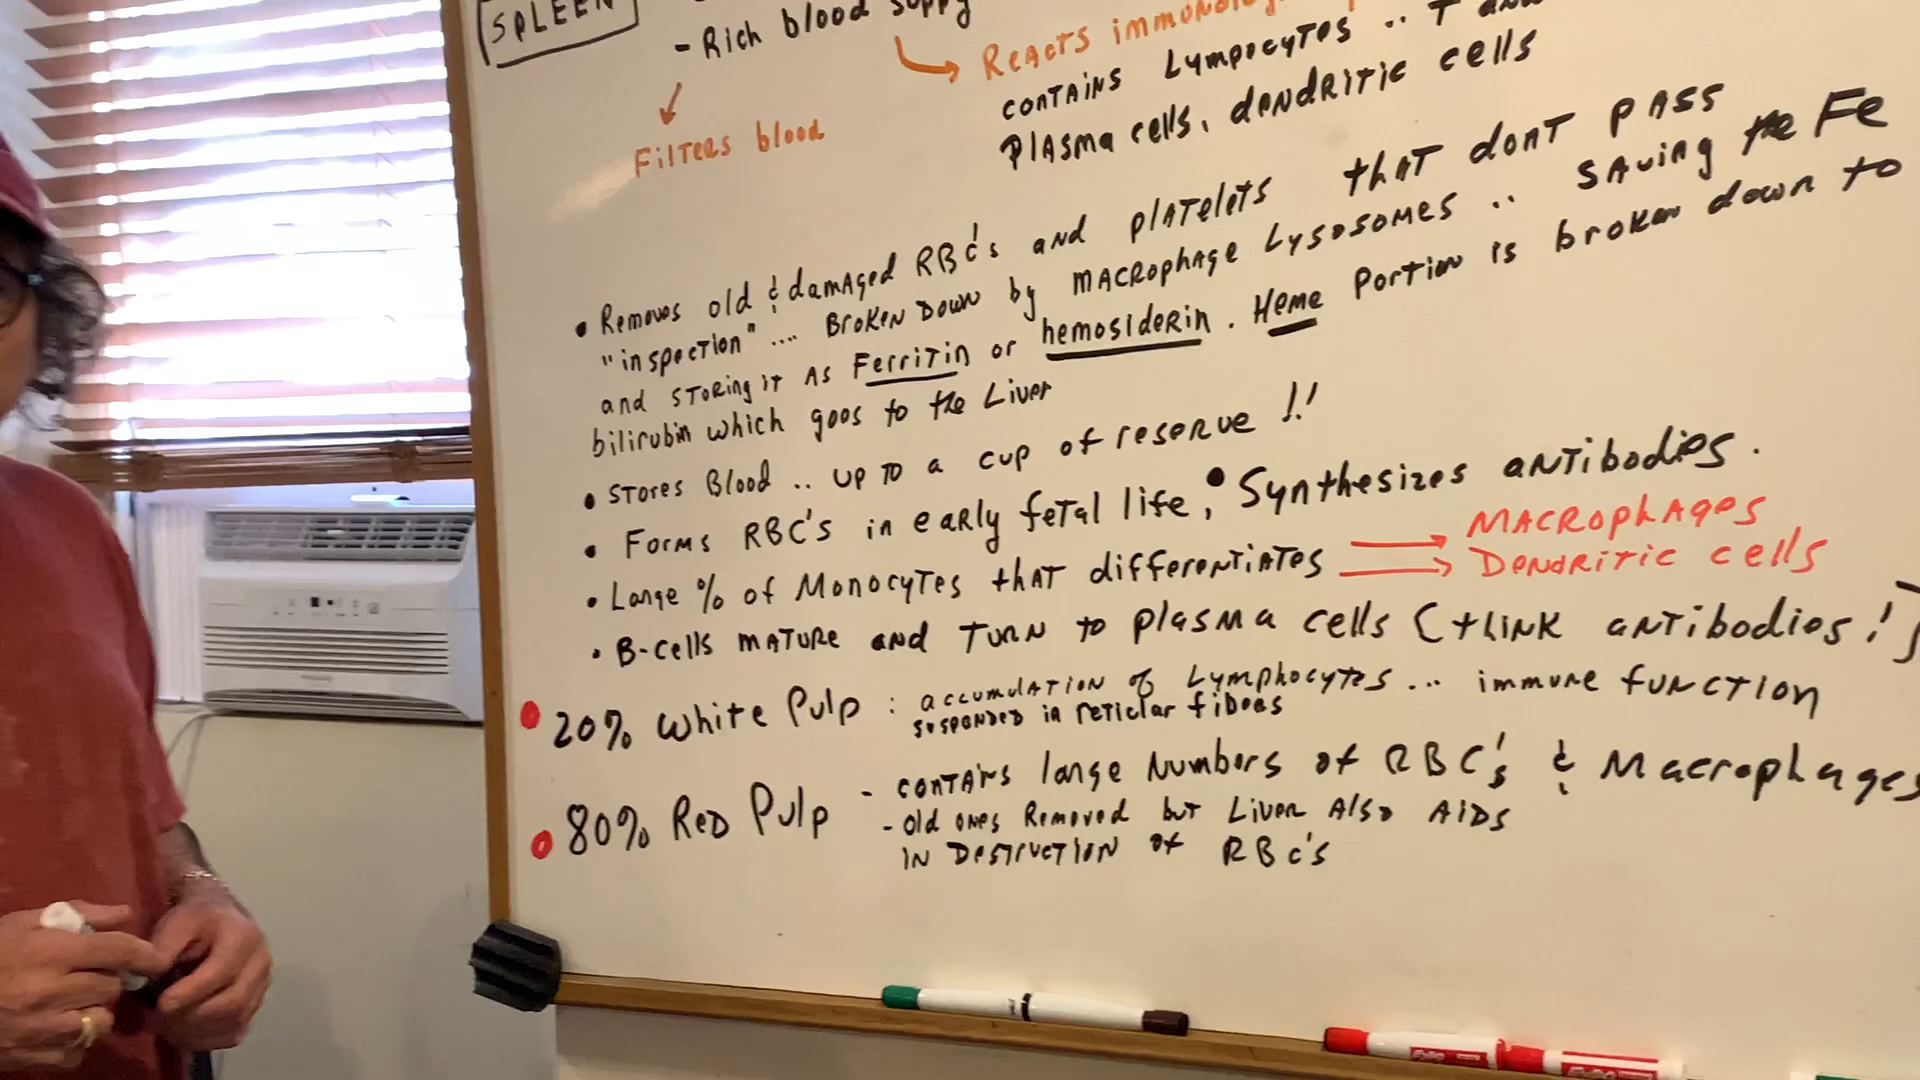 SPLEEN
- Rich blood supply
Filters blood
Reacts
contains Lympocytes .. T and
Plasma cells, dendritic cells
• Removes old & damaged RBC's and platelets that dont pass
"inspection" .... Broken Down by macrophage Lysosomes .. saving the Fe
and storing it as Ferritin or hemosiderin. Heme Portion is broken down to
bilirubin which goes to the Liver
• Stores Blood .. up to a cup of reserve !!
• Forms RBC's in early fetal life; • Synthesizes antibodies.
• Large % of Monocytes that differentiates
Macrophages
Dendritic cells
• B-cells mature and turn to plasma cells (think antibodies!)
20% White Pulp : accumulation of Lymphocytes... immune function
suspended in reticlar fibers
80% Red Pulp - contains large Numbers of RBC's & Macrophages
- old ones Removed but Liver Also Aids
in Destruction of RBC's